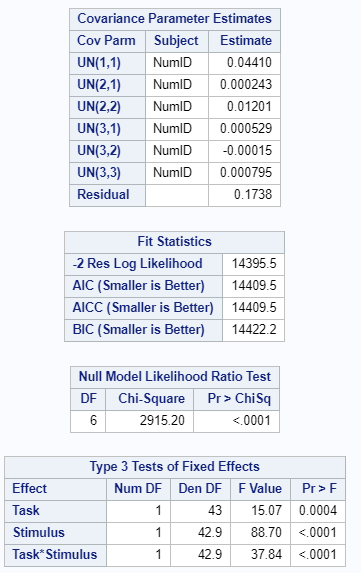 Covariance Parameter Estimates
Cov Parm Subject Estimate
UN(1,1) NumID 0.04410
UN(2,1) NumID 0.000243
UN(2,2) NumID 0.01201
UN(3,1) NumID 0.000529
UN(3,2) NumID -0.00015
UN(3,3) NumID 0.000795
Residual 0.1738
Fit Statistics
-2 Res Log Likelihood 14395.5
AIC (Smaller is Better) 14409.5
AICC (Smaller is Better) 14409.5
BIC (Smaller is Better) 14422.2
Null Model Likelihood Ratio Test
DF Chi-Square Pr > ChiSq
6 2915.20 <.0001
Type 3 Tests of Fixed Effects
Effect Num DF Den DF F Value Pr > F
Task 1 43 15.07 0.0004
Stimulus 1 42.9 88.70 <.0001
Task*Stimulus 1 42.9 37.84 <.0001